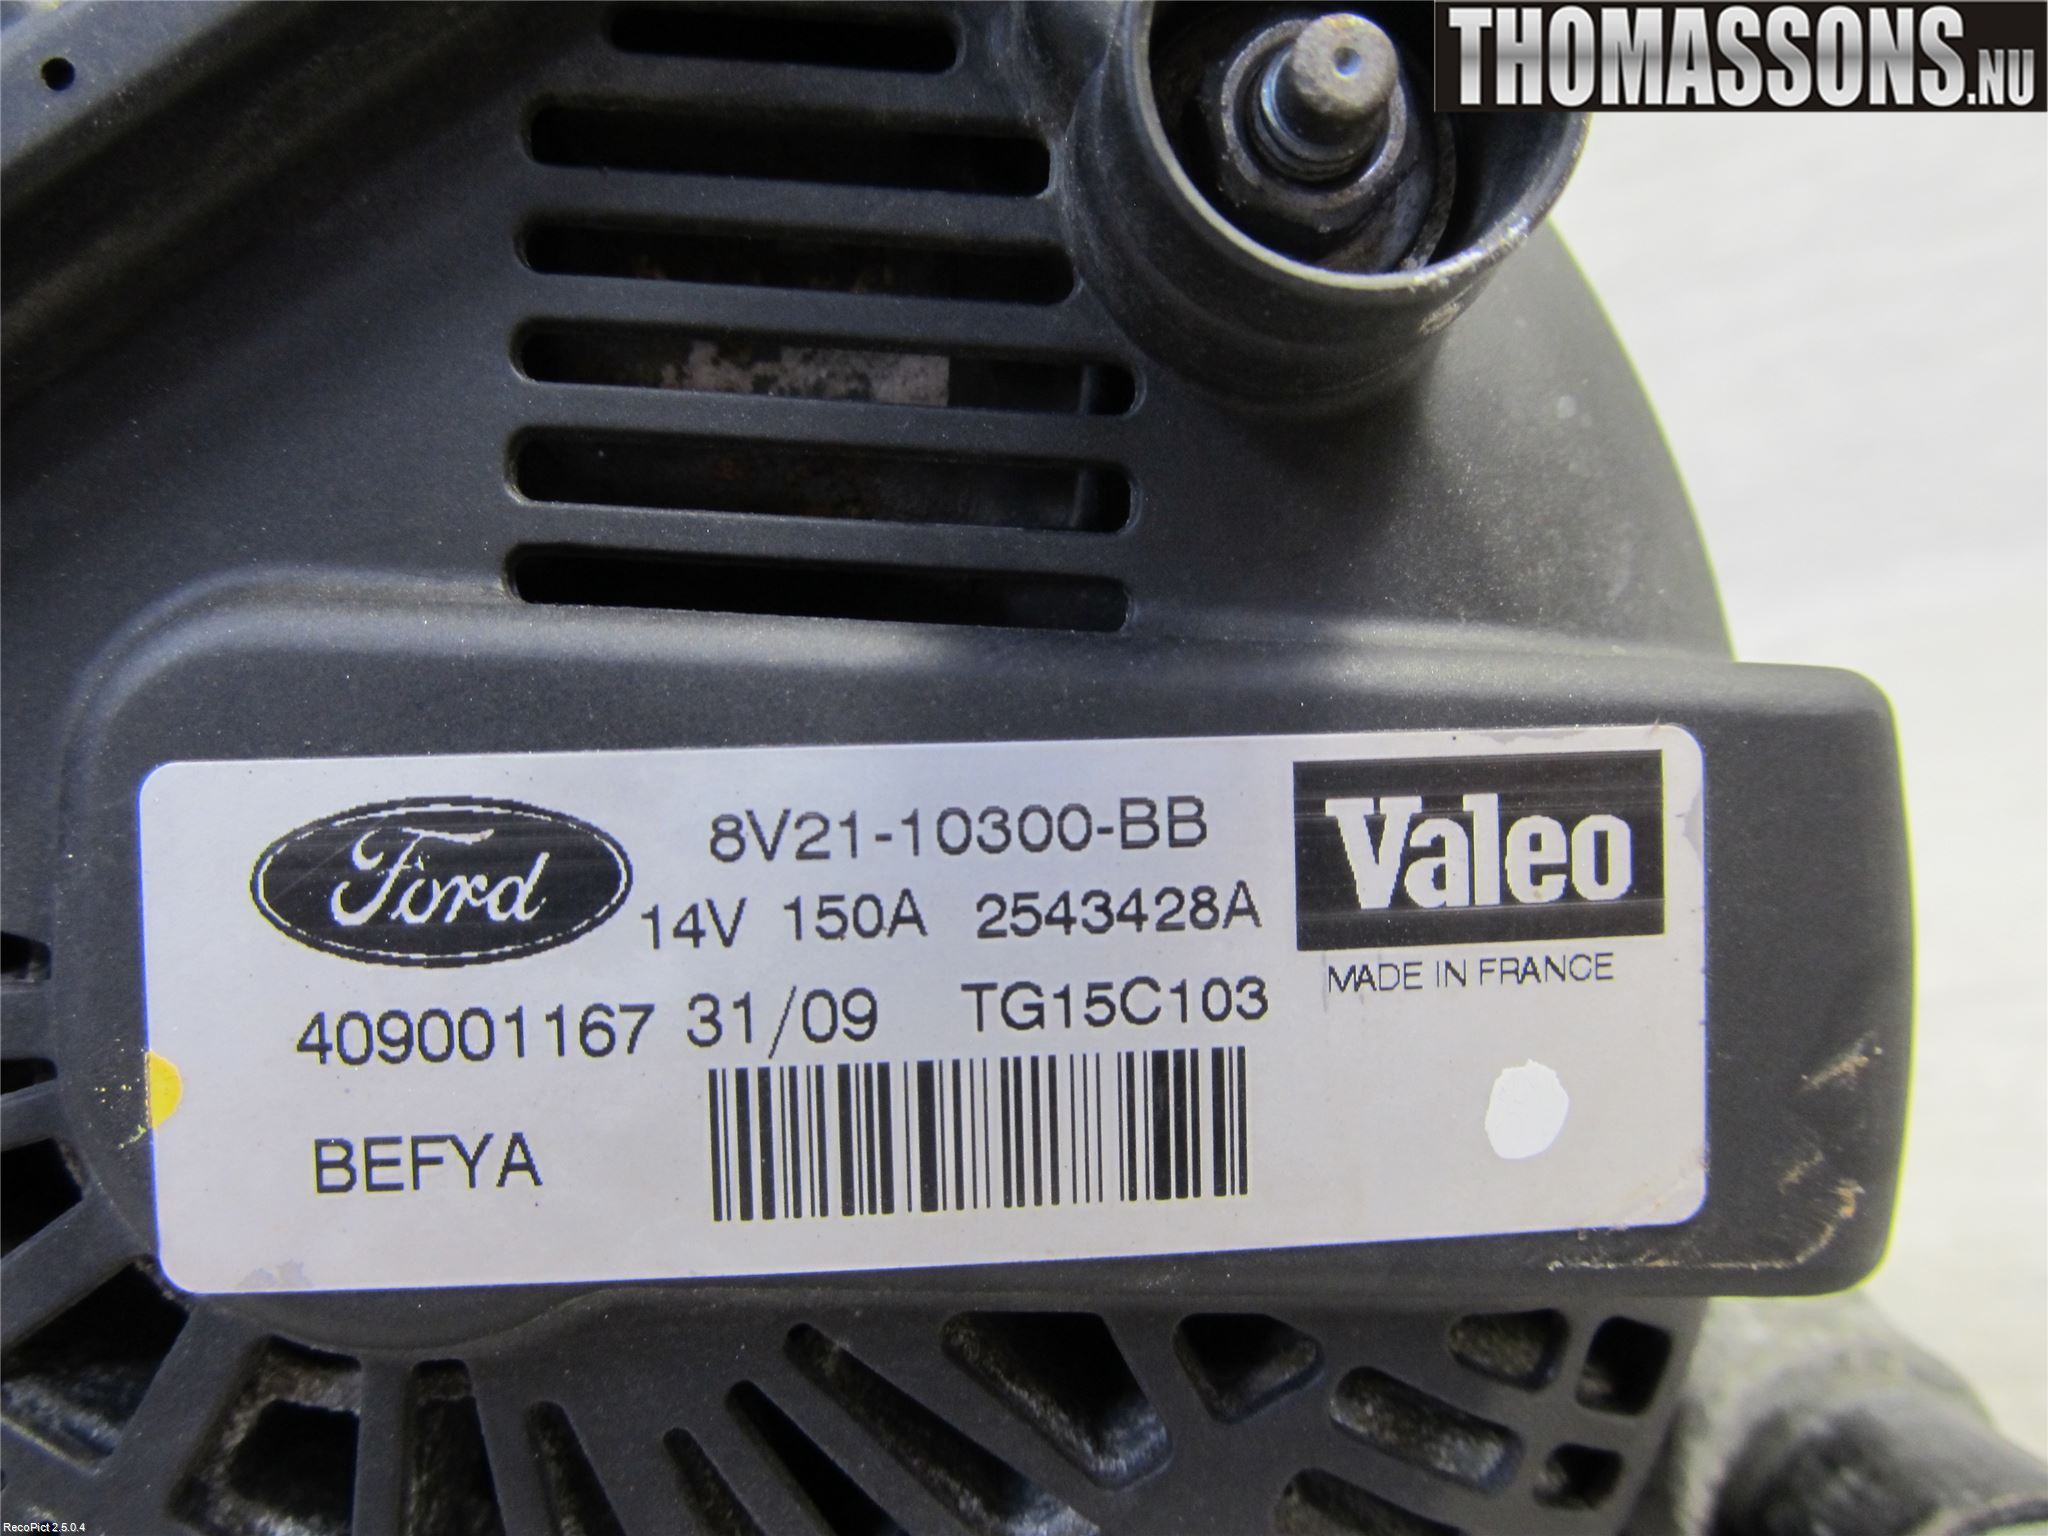 THOMASSONS.NU
Ford
8V21-10300-BB
Valeo
14V 150A 2543428A
MADE IN FRANCE
409001167 31/09 TG15C103
BEFYA
RecoPict 2.5.0.4